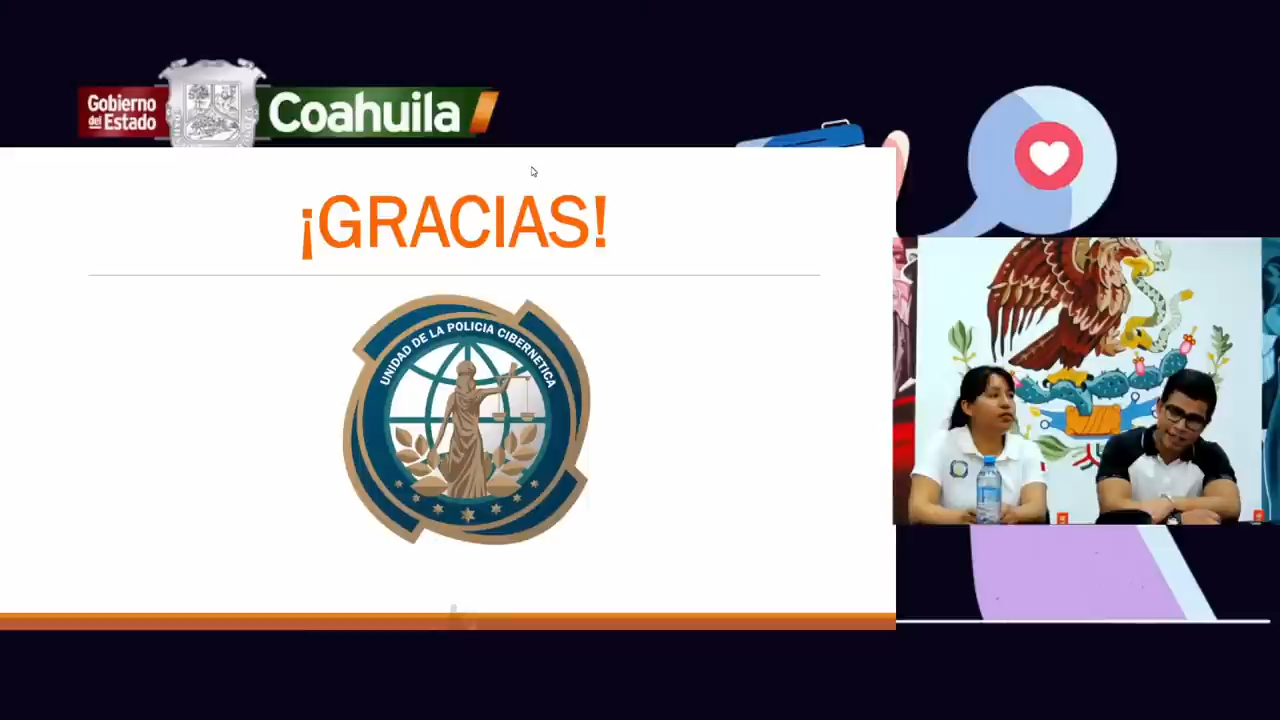 Gobierno
del Estado
Coahuila
¡GRACIAS!
UNIDAD DE LA POLICIA CIBERNETICA